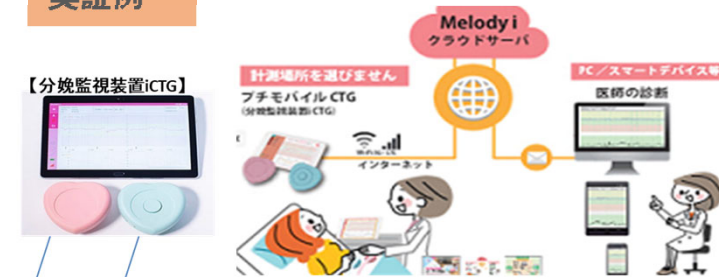 実証例
【分娩監視装置iCTG】
Melody i
クラウドサーバ
計測場所を選びません
プチモバイル CTG
(分娩監視装置iCTG)
インターネット
PC/スマートデバイス等
医師の診断